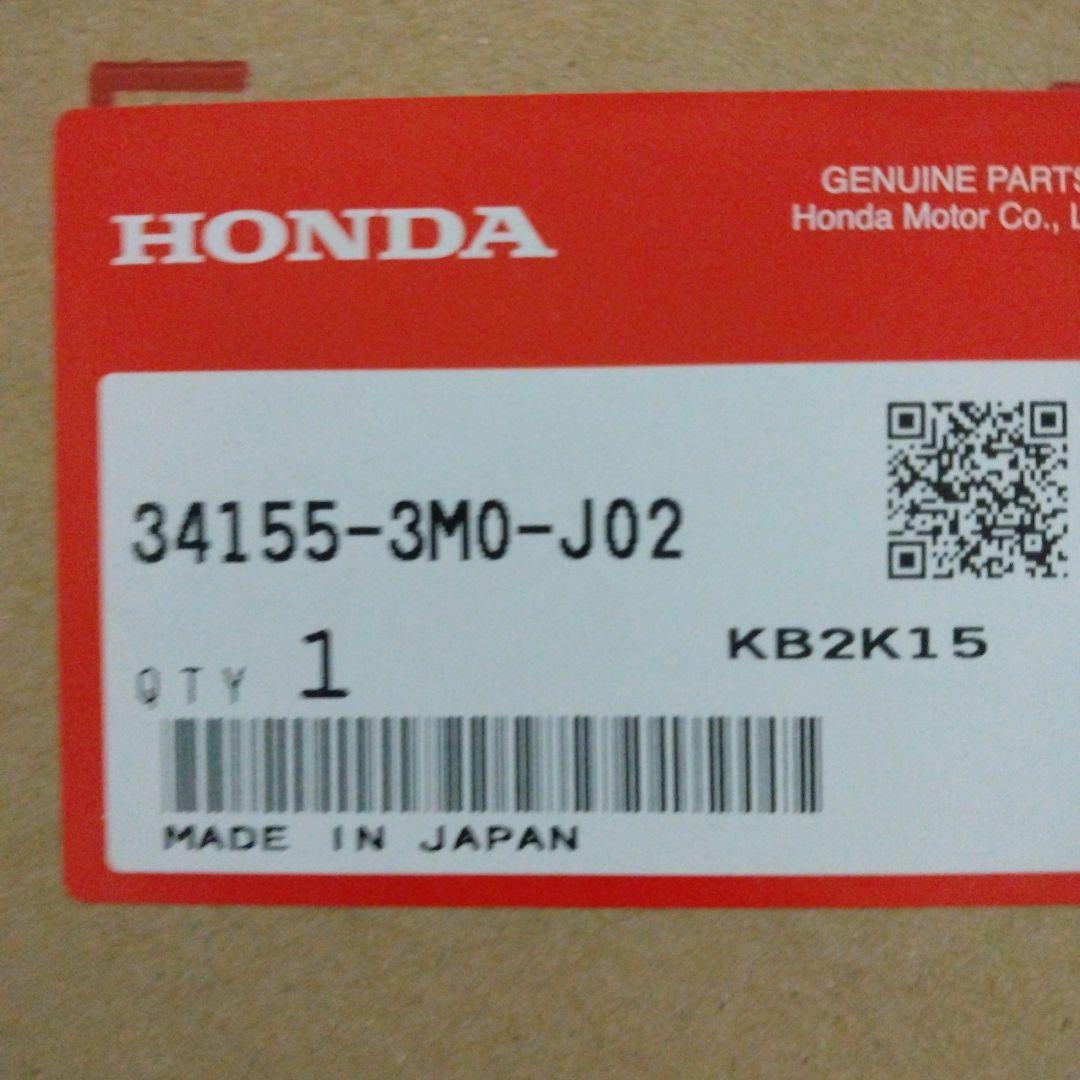 HONDA
GENUINE PARTS
Honda Motor Co., L
34155-3M0-J02
KB2K15
QTY 1
MADE IN JAPAN